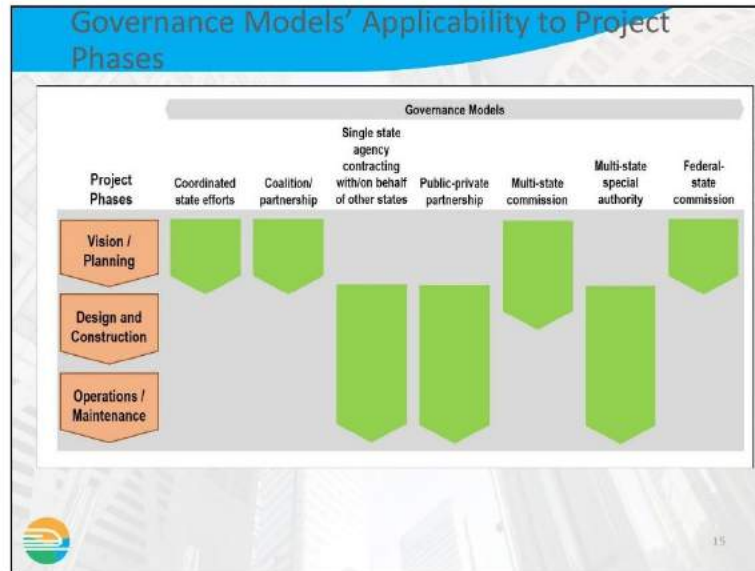 Governance Models' Applicability to Project
Phases
Governance Models
Project
Phases
Coordinated
state efforts
Coalition/
partnership
Single state
agency
contracting
with/on behalf
of other states
Public-private
partnership
Multi-state
commission
Multi-state
special
authority
Federal-
state
commission
Vision /
Planning
Design and
Construction
Operations /
Maintenance
15